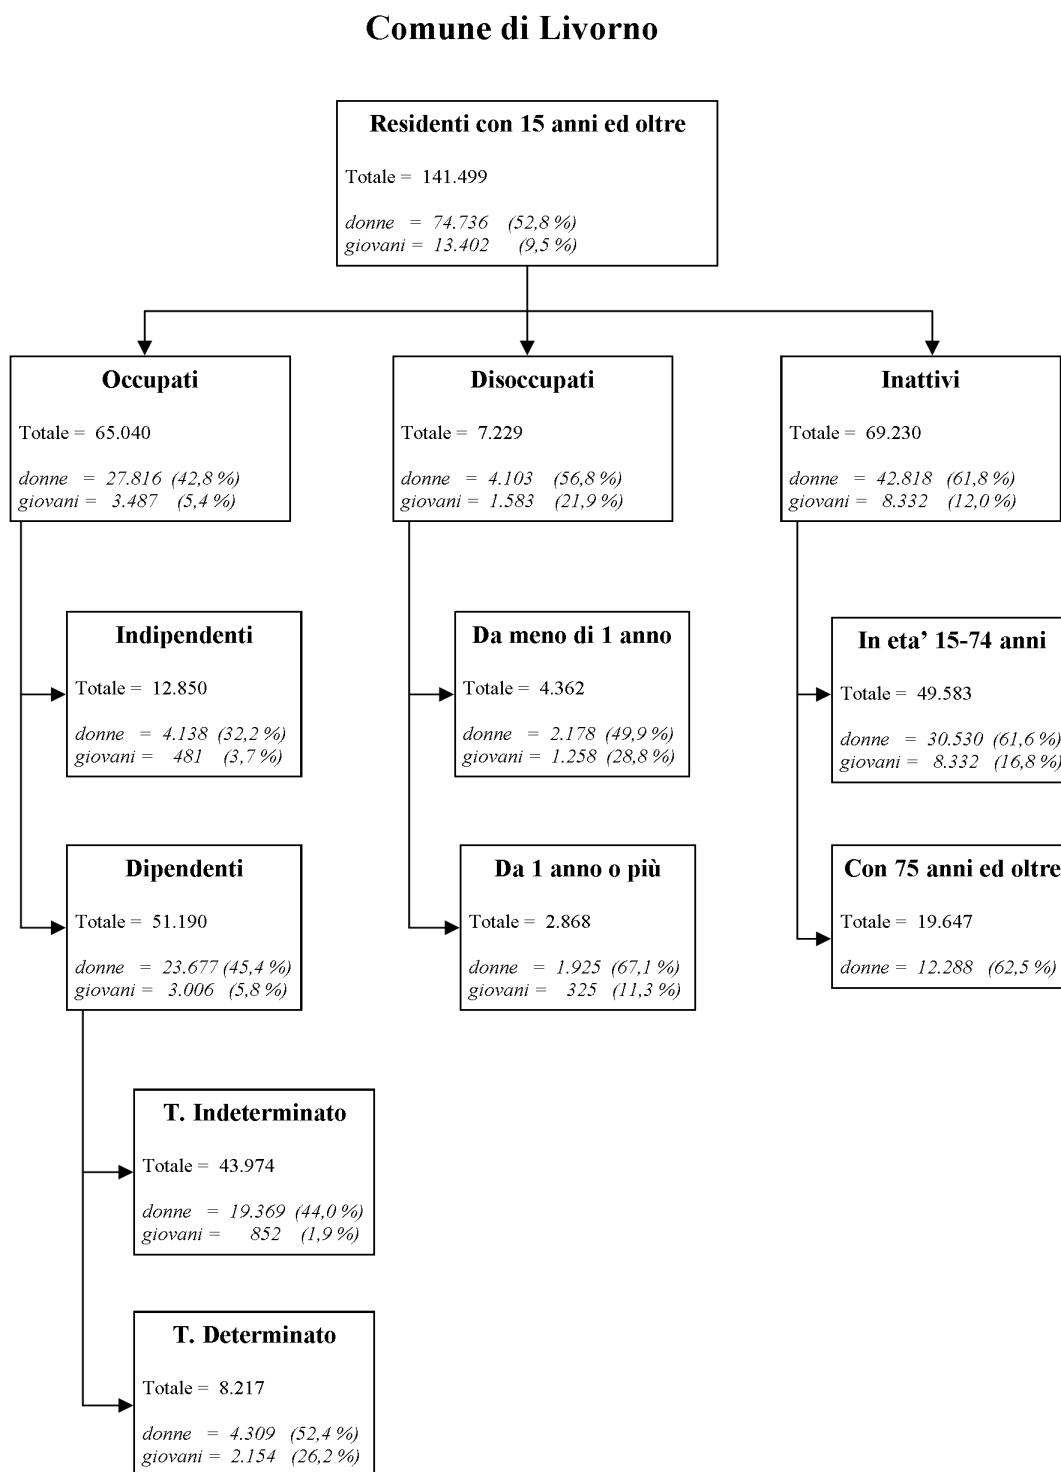 Comune di Livorno
Residenti con 15 anni ed oltre
Totale = 141.499
donne = 74.736 (52,8 %)
giovani = 13.402 (9,5 %)
Occupati
Totale = 65.040
donne = 27.816 (42,8 %)
giovani = 3.487 (5,4 %)
Disoccupati
Totale = 7.229
donne = 4.103 (56,8 %)
giovani = 1.583 (21,9 %)
Inattivi
Totale = 69.230
donne = 42.818 (61,8 %)
giovani = 8.332 (12,0 %)
Indipendenti
Totale = 12.850
donne = 4.138 (32,2 %)
giovani = 481 (3,7 %)
Da meno di 1 anno
Totale = 4.362
donne = 2.178 (49,9 %)
giovani = 1.258 (28,8 %)
In eta’ 15-74 anni
Totale = 49.583
donne = 30.530 (61,6 %)
giovani = 8.332 (16,8 %)
Dipendenti
Totale = 51.190
donne = 23.677 (45,4 %)
giovani = 3.006 (5,8 %)
Da 1 anno o più
Totale = 2.868
donne = 1.925 (67,1 %)
giovani = 325 (11,3 %)
Con 75 anni ed oltre
Totale = 19.647
donne = 12.288 (62,5 %)
T. Indeterminato
Totale = 43.974
donne = 19.369 (44,0 %)
giovani = 852 (1,9 %)
T. Determinato
Totale = 8.217
donne = 4.309 (52,4 %)
giovani = 2.154 (26,2 %)